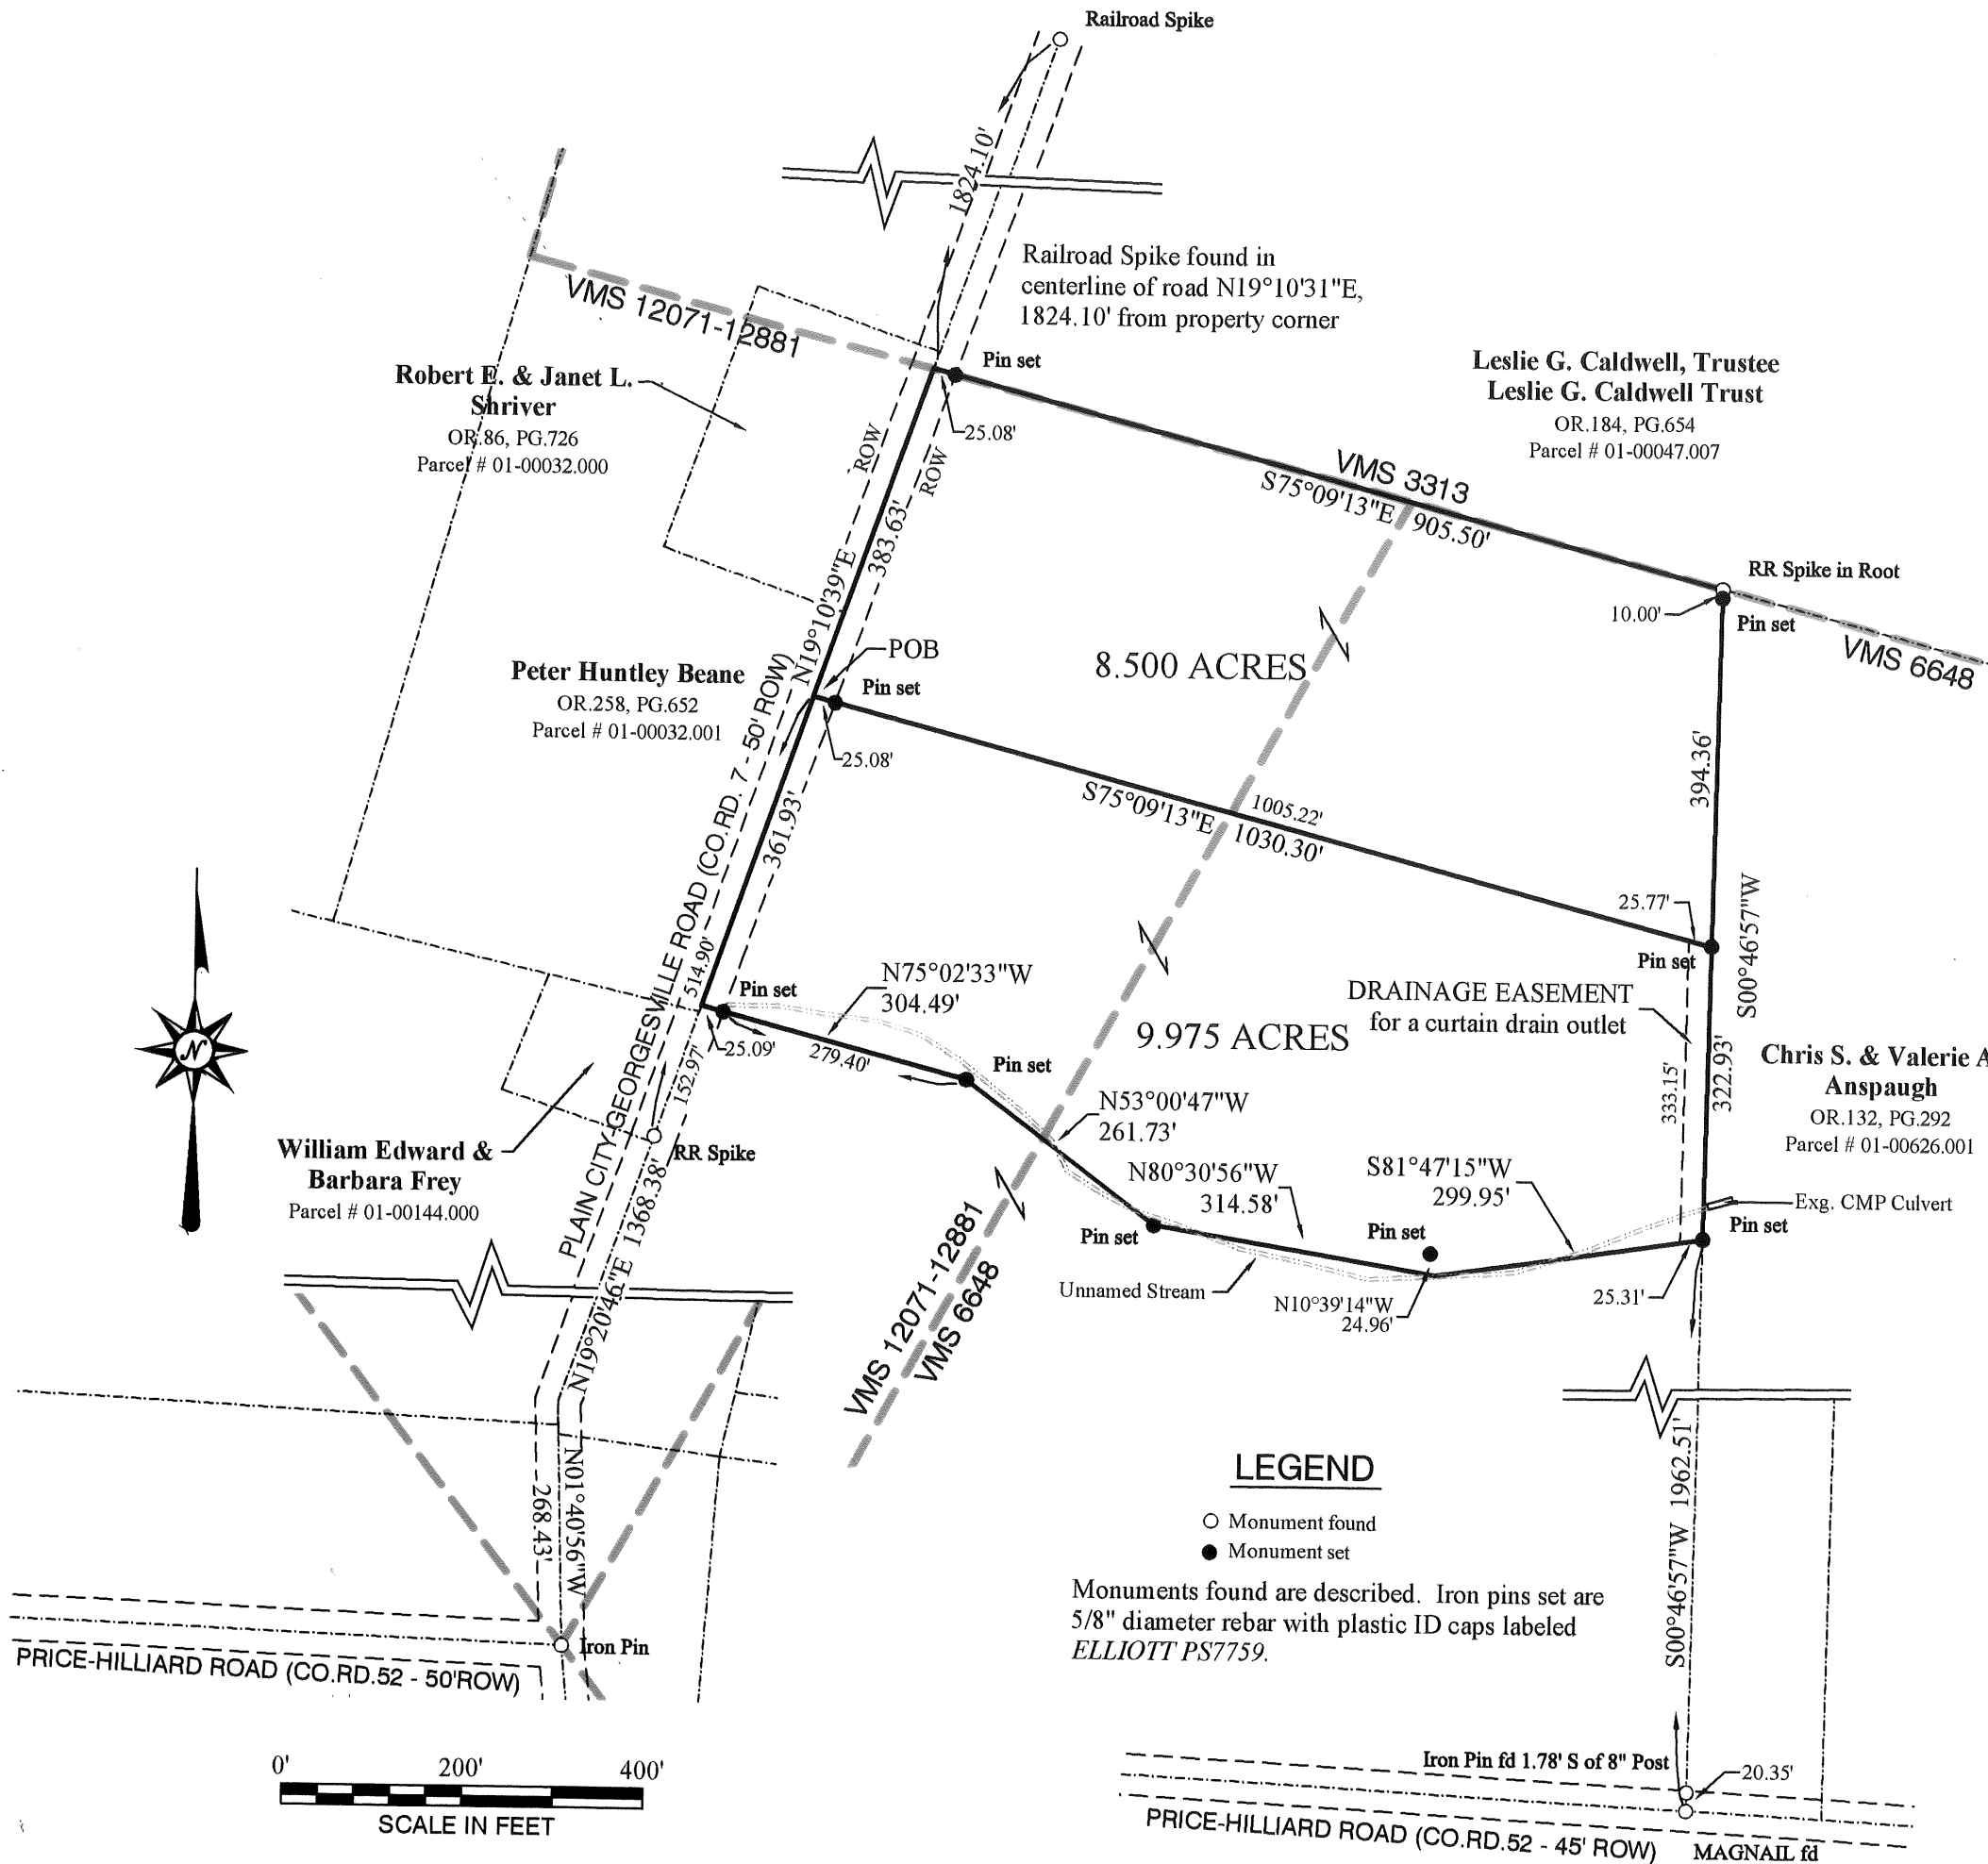 Railroad Spike
1824.10'
Railroad Spike found in
centerline of road N19°10'31"E,
1824.10' from property corner
VMS 12071-12881
Robert E. & Janet L.
Shriver
OR.86, PG.726
Parcel # 01-00032.000
Pin set
25.08'
ROW
ROW
Leslie G. Caldwell, Trustee
Leslie G. Caldwell Trust
OR.184, PG.654
Parcel # 01-00047.007
VMS 3313
S75°09'13"E 905.50'
N19°10'39"E
383.63'
RR Spike in Root
10.00'
Pin set
VMS 6648
8.500 ACRES
POB
Pin set
25.08'
Peter Huntley Beane
OR.258, PG.652
Parcel # 01-00032.001
394.36'
S75°09'13"E
1005.22'
1030.30'
361.93'
PLAIN CITY-GEORGESVILLE ROAD (CO.RD. 7 - 50' ROW)
25.77'
Pin set
S00°46'57"W
514.90'
Pin set
N75°02'33"W
304.49'
25.09'
279.40'
152.97'
DRAINAGE EASEMENT
for a curtain drain outlet
9.975 ACRES
333.15'
322.93'
Chris S. & Valerie A
Anspaugh
OR.132, PG.292
Parcel # 01-00626.001
N
Pin set
N53°00'47"W
261.73'
William Edward &
Barbara Frey
Parcel # 01-00144.000
RR Spike
N80°30'56"W
314.58'
S81°47'15"W
299.95'
Exg. CMP Culvert
Pin set
Pin set
Pin set
Unnamed Stream
N10°39'14"W
24.96'
25.31'
N19°20'46"E 1368.38'
VMS 12071-12881
VMS 6648
268.43'
N01°40'56"W
Iron Pin
PRICE-HILLIARD ROAD (CO.RD.52 - 50'ROW)
LEGEND
Monument found
Monument set
Monuments found are described. Iron pins set are
5/8" diameter rebar with plastic ID caps labeled
ELLIOTT PS7759.
S00°46'57"W 1962.51'
0' 200' 400'
SCALE IN FEET
Iron Pin fd 1.78' S of 8" Post
20.35'
PRICE-HILLIARD ROAD (CO.RD.52 - 45' ROW)
MAGNAIL fd